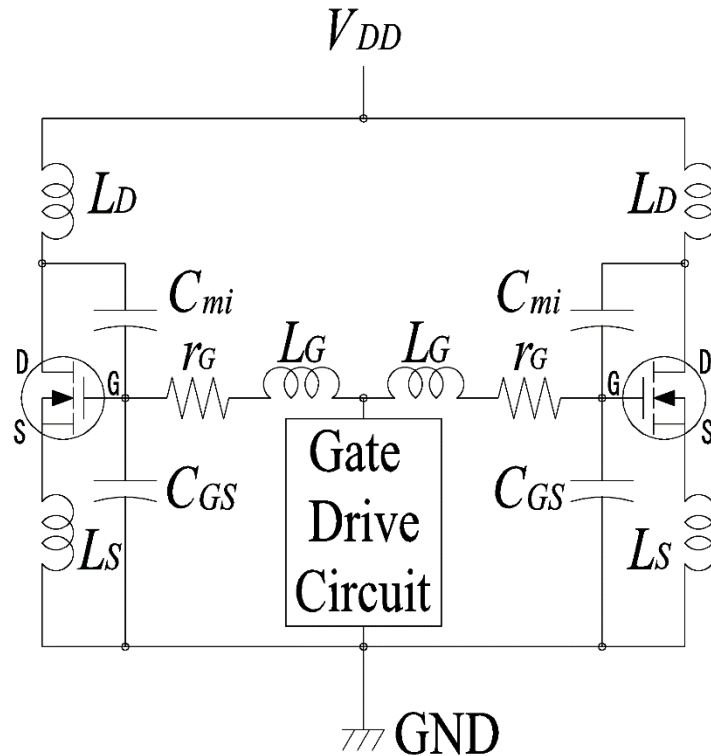 VDD
LD
LD
Cmi
Cmi
rG
LG
LG
rG
D
G
S
G
D
S
CGS
CGS
LS
LS
Gate
Drive
Circuit
GND